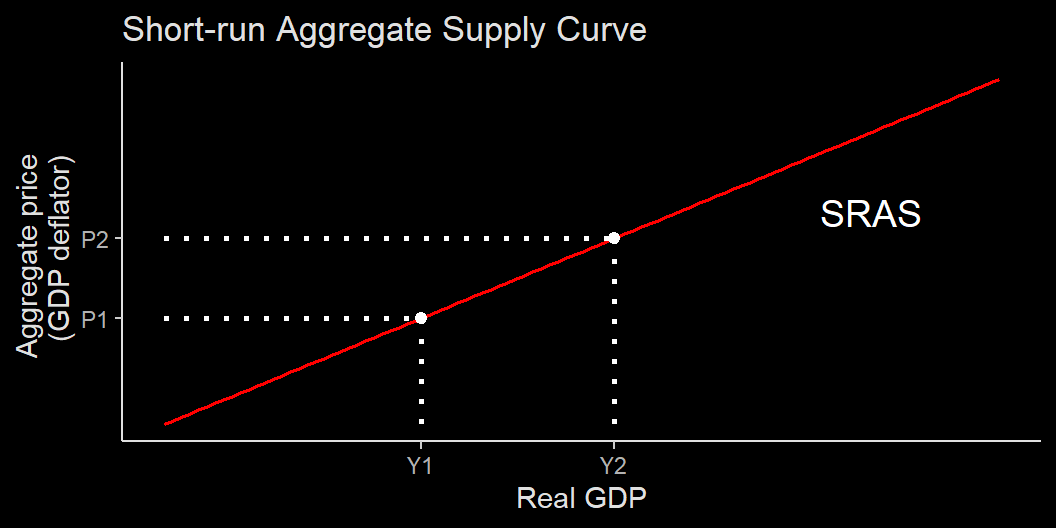 Short-run Aggregate Supply Curve
Aggregate price
(GDP deflator)
SRAS
P2
P1
Y1
Y2
Real GDP